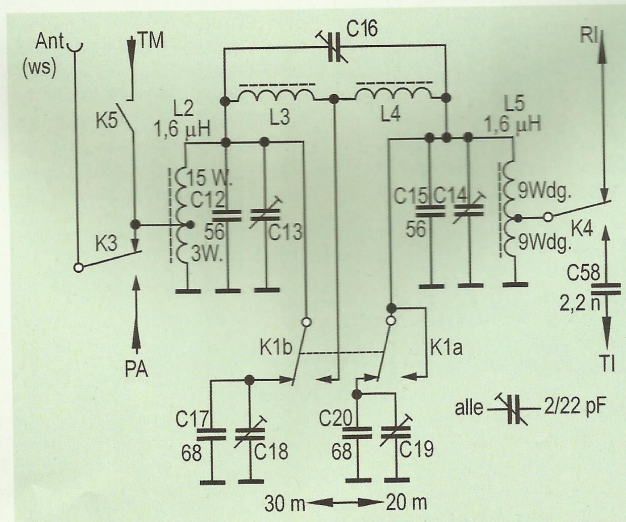 Ant
(ws)
TM
C16
RI
K5
L2
1,6 µH
L3
L4
L5
1,6 µH
15 W.
C12
56
C13
3W.
C15
56
C14
9Wdg.
9Wdg.
K3
K4
C58
2,2 n
PA
TI
K1b
K1a
C17
68
C18
C20
68
C19
alle
2/22 pF
30 m
20 m